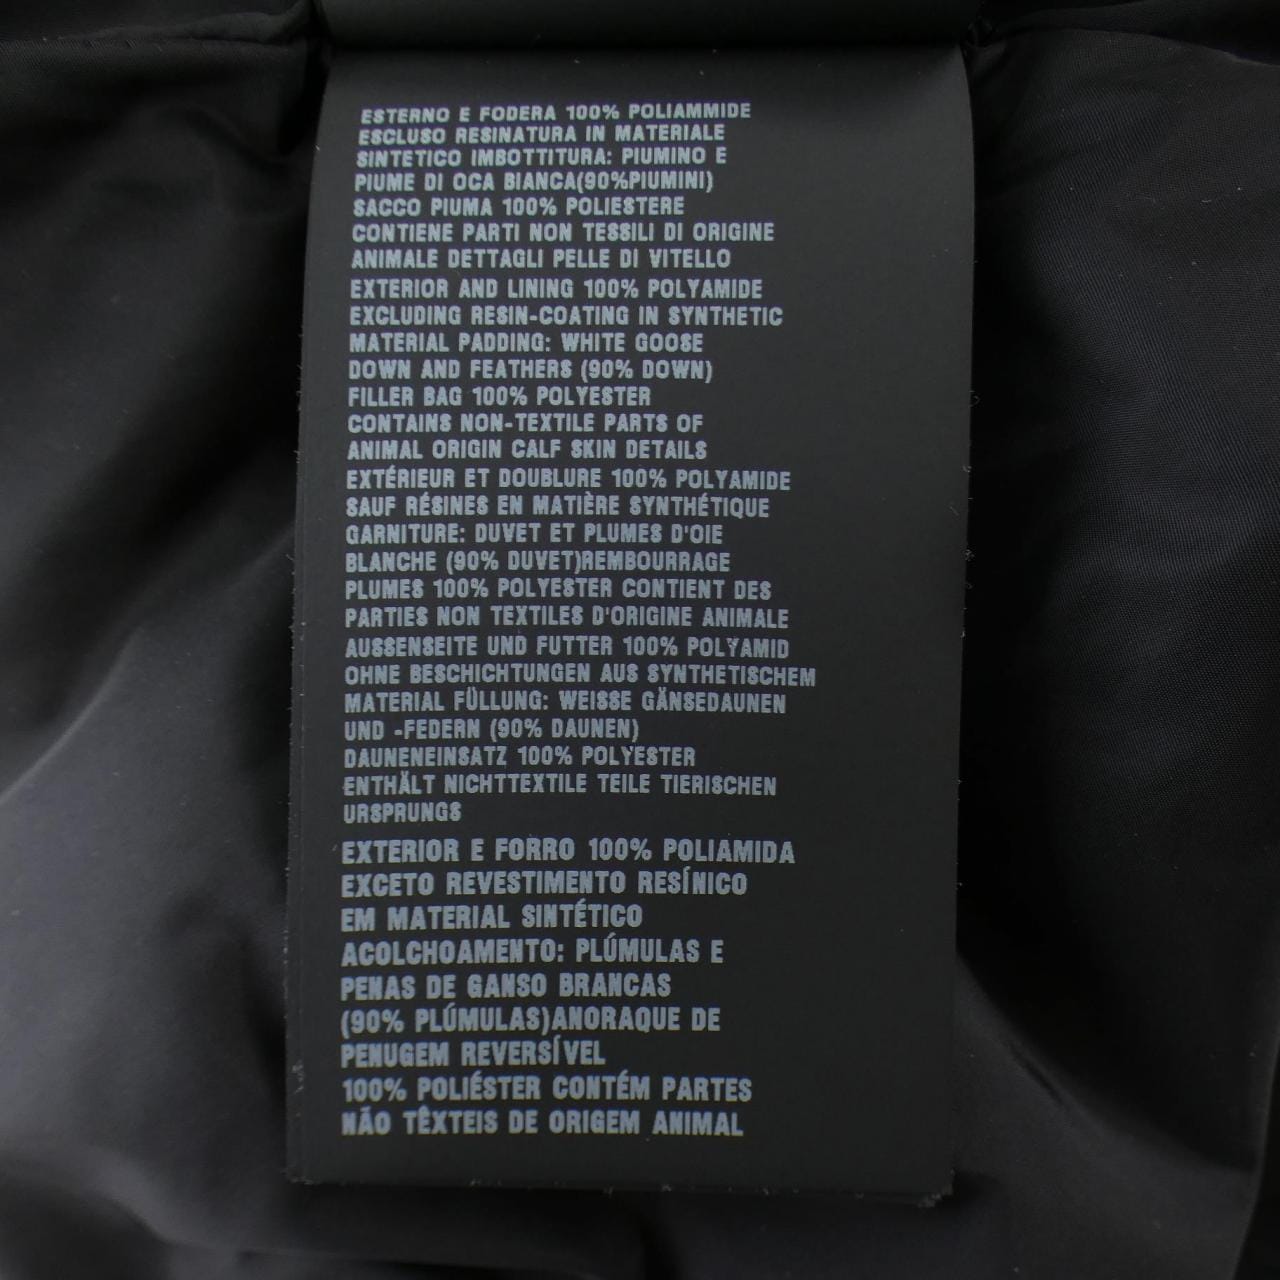 ESTERNO E FODERA 100% POLIAMMIDE
ESCLUSO RESINATURA IN MATERIALE
SINTETICO IMBOTTITURA: PIUMINO E
PIUME DI OCA BIANCA(90%PIUMINI)
SACCO PIUMA 100% POLIESTERE
CONTIENE PARTI NON TESSILI DI ORIGINE
ANIMALE DETTAGLI PELLE DI VITELLO
EXTERIOR AND LINING 100% POLYAMIDE
EXCLUDING RESIN-COATING IN SYNTHETIC
MATERIAL PADDING: WHITE GOOSE
DOWN AND FEATHERS (90% DOWN)
FILLER BAG 100% POLYESTER
CONTAINS NON-TEXTILE PARTS OF
ANIMAL ORIGIN CALF SKIN DETAILS
EXTÉRIEUR ET DOUBLURE 100% POLYAMIDE
SAUF RÉSINES EN MATIÈRE SYNTHÉTIQUE
GARNITURE: DUVET ET PLUMES D'OIE
BLANCHE (90% DUVET)REMBOURRAGE
PLUMES 100% POLYESTER CONTIENT DES
PARTIES NON TEXTILES D'ORIGINE ANIMALE
AUSSENSEITE UND FUTTER 100% POLYAMID
OHNE BESCHICHTUNGEN AUS SYNTHETISCHEM
MATERIAL FÜLLUNG: WEISSE GÄNSEDAUNEN
UND -FEDERN (90% DAUNEN)
DAUNENEINSATZ 100% POLYESTER
ENTHÄLT NICHTTEXTILE TEILE TIERISCHEN
URSPRUNGS
EXTERIOR E FORRO 100% POLIAMIDA
EXCETO REVESTIMENTO RESÍNICO
EM MATERIAL SINTÉTICO
ACOLCHOAMENTO: PLÚMULAS E
PENAS DE GANSO BRANCAS
(90% PLÚMULAS)ANORAQUE DE
PENUGEM REVERSÍVEL
100% POLIÉSTER CONTÉM PARTES
NÃO TÊXTEIS DE ORIGEM ANIMAL